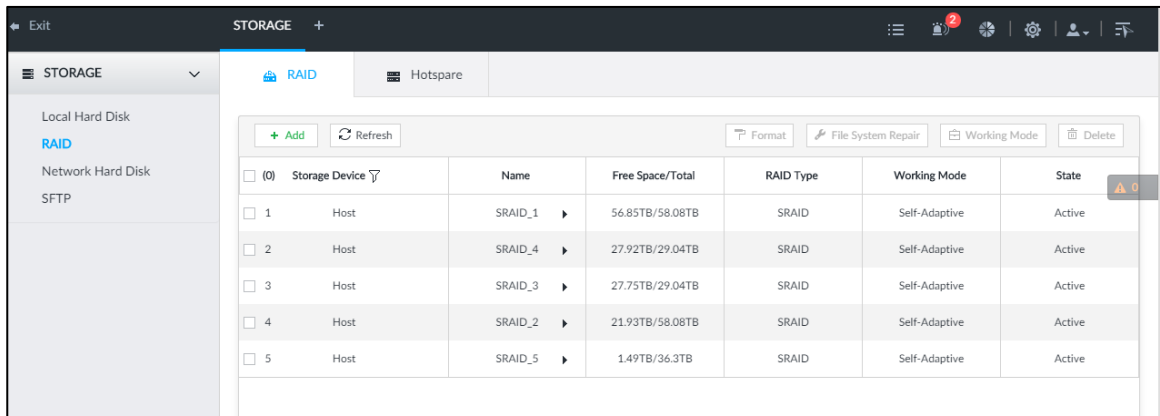 Exit STORAGE + 2
STORAGE RAID Hotspare
Local Hard Disk
RAID
Network Hard Disk
SFTP
+ Add Refresh Format File System Repair Working Mode Delete
(0) Storage Device Name Free Space/Total RAID Type Working Mode State
0
1 Host SRAID_1 56.85TB/58.08TB SRAID Self-Adaptive Active
2 Host SRAID_4 27.92TB/29.04TB SRAID Self-Adaptive Active
3 Host SRAID_3 27.75TB/29.04TB SRAID Self-Adaptive Active
4 Host SRAID_2 21.93TB/58.08TB SRAID Self-Adaptive Active
5 Host SRAID_5 1.49TB/36.3TB SRAID Self-Adaptive Active